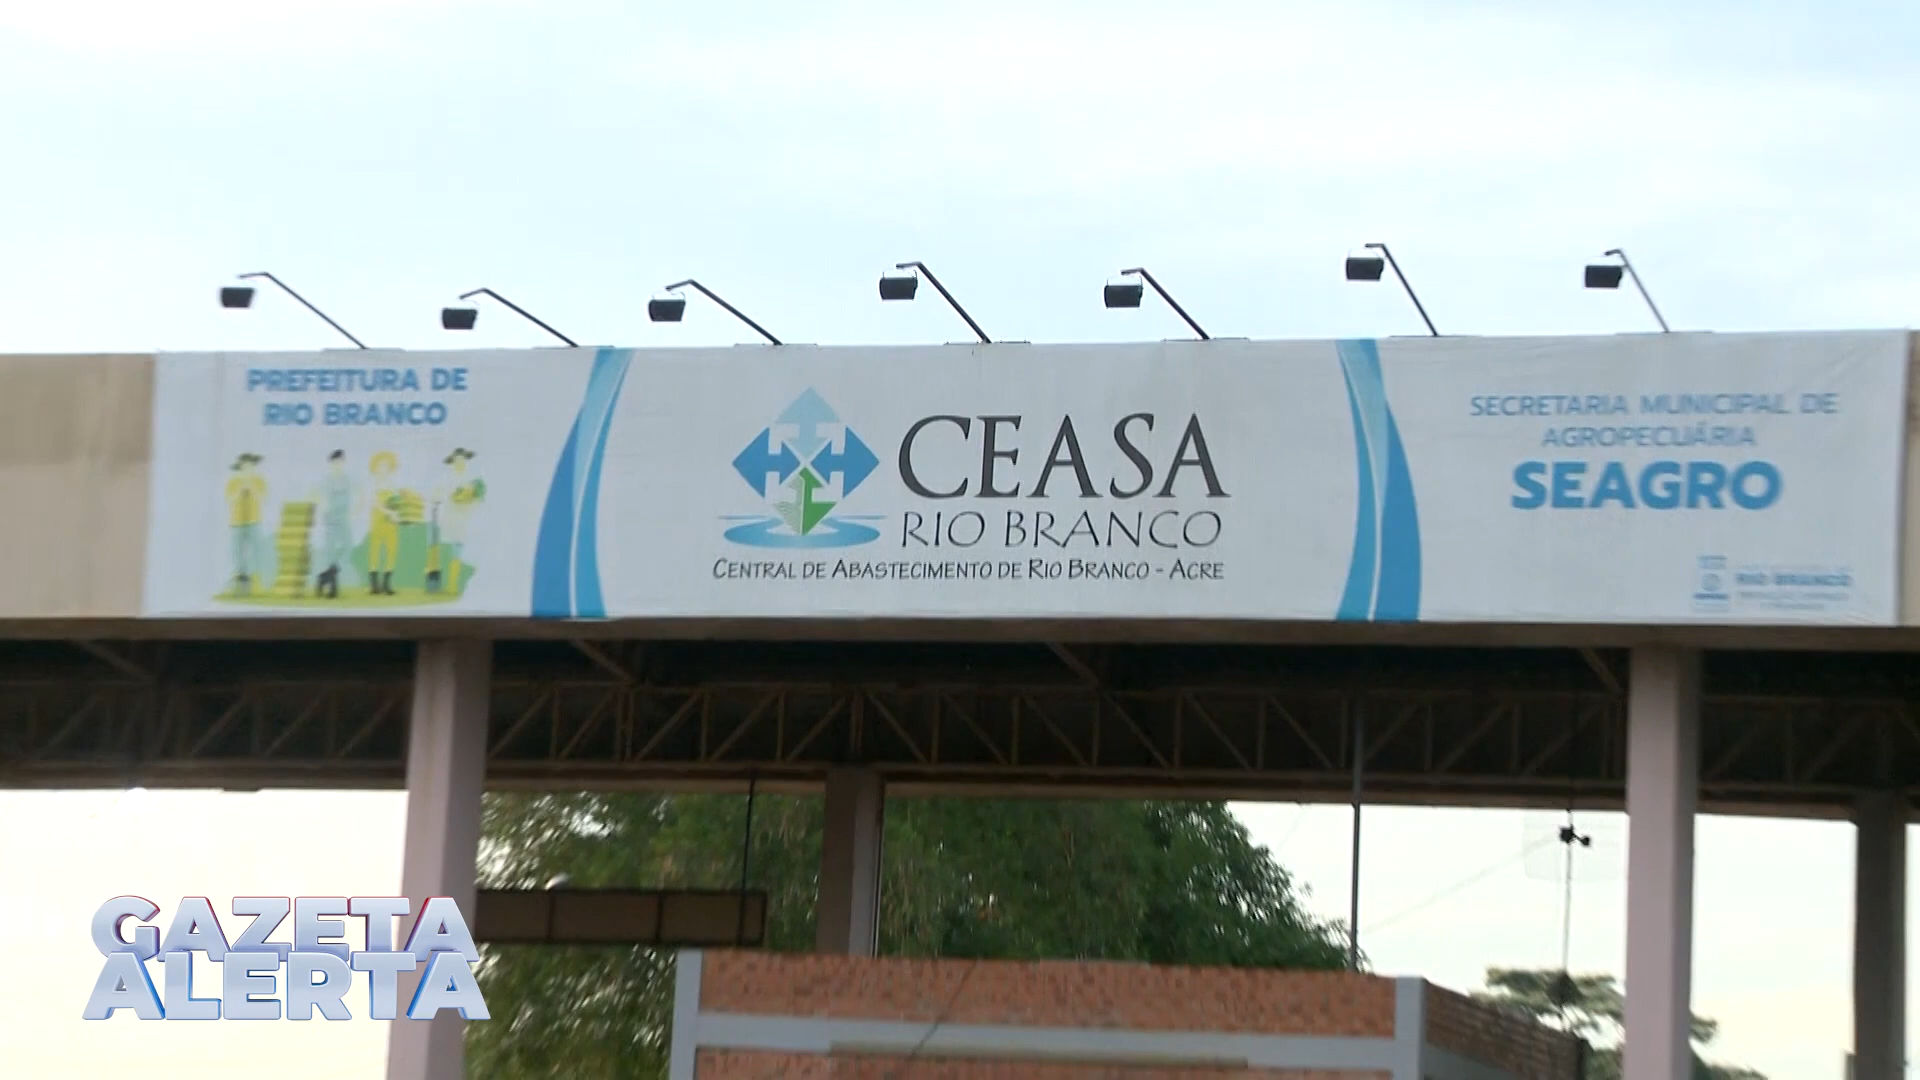 PREFEITURA DE
RIO BRANCO
CEASA
RIO BRANCO
CENTRAL DE ABASTECIMENTO DE RIO BRANCO - ACRE
SECRETARIA MUNICIPAL DE
AGROPECUÁRIA
SEAGRO
RIO BRANCO
GAZETA
ALERTA